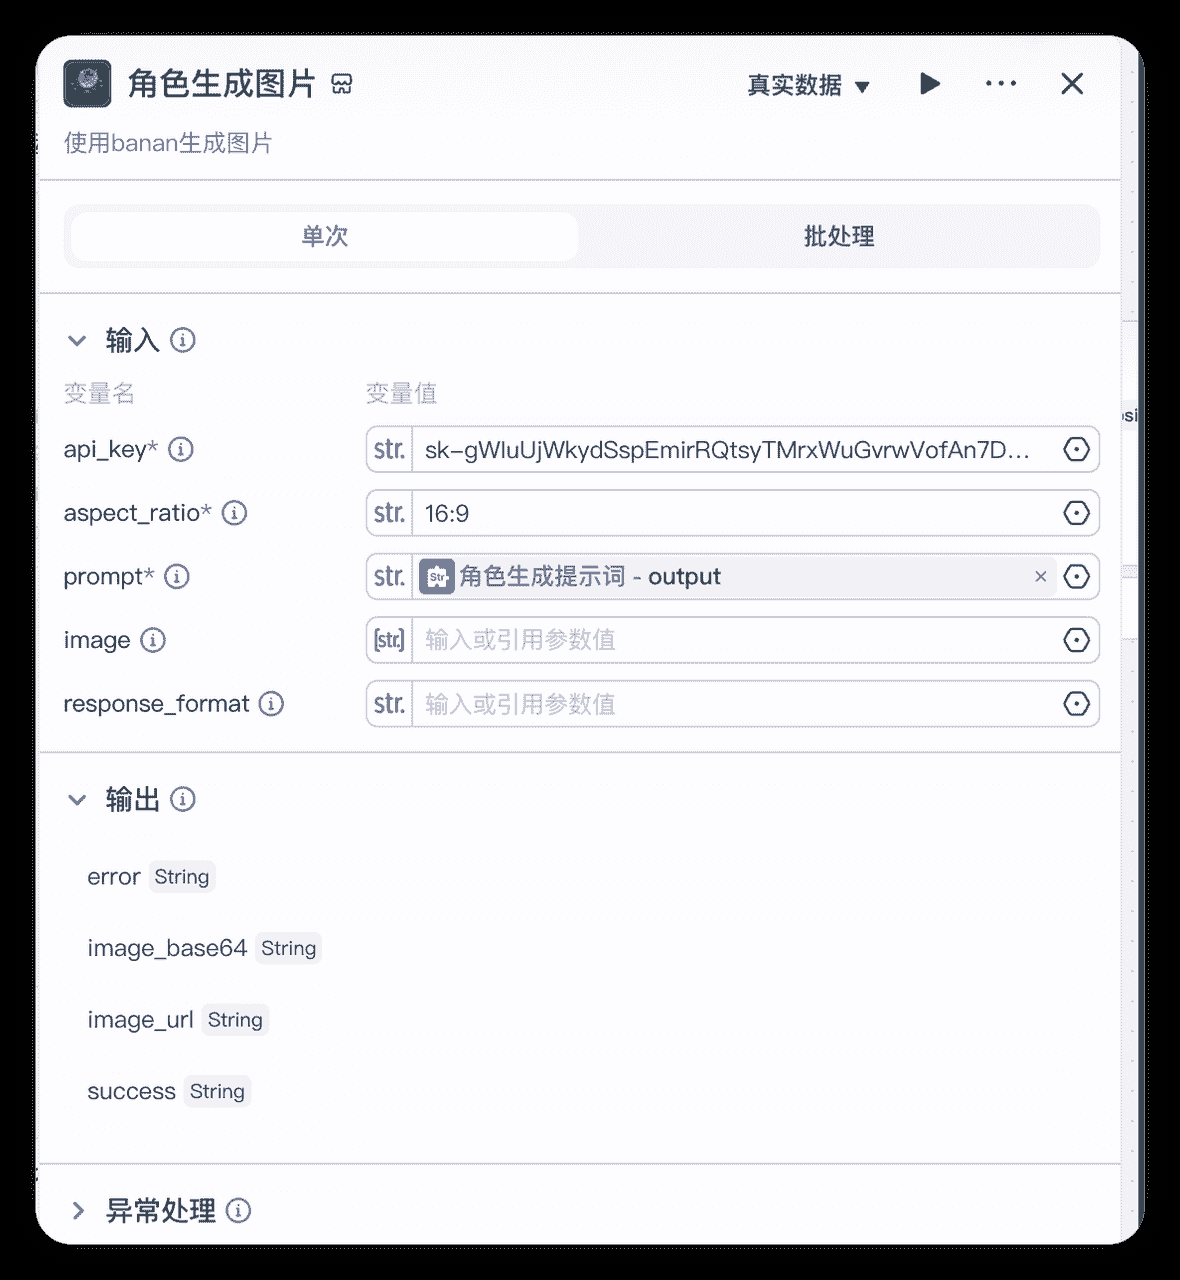 角色生成图片
真实数据
使用banan生成图片
单次
批处理
输入
变量名 变量值
api_key* str. sk-gWIuUjWkydSspEmirRQtsyTMrxWuGvrwVofAn7D...
aspect_ratio* str. 16:9
prompt* str. Str 角色生成提示词 - output
image [str.] 输入或引用参数值
response_format str. 输入或引用参数值
输出
error String
image_base64 String
image_url String
success String
异常处理